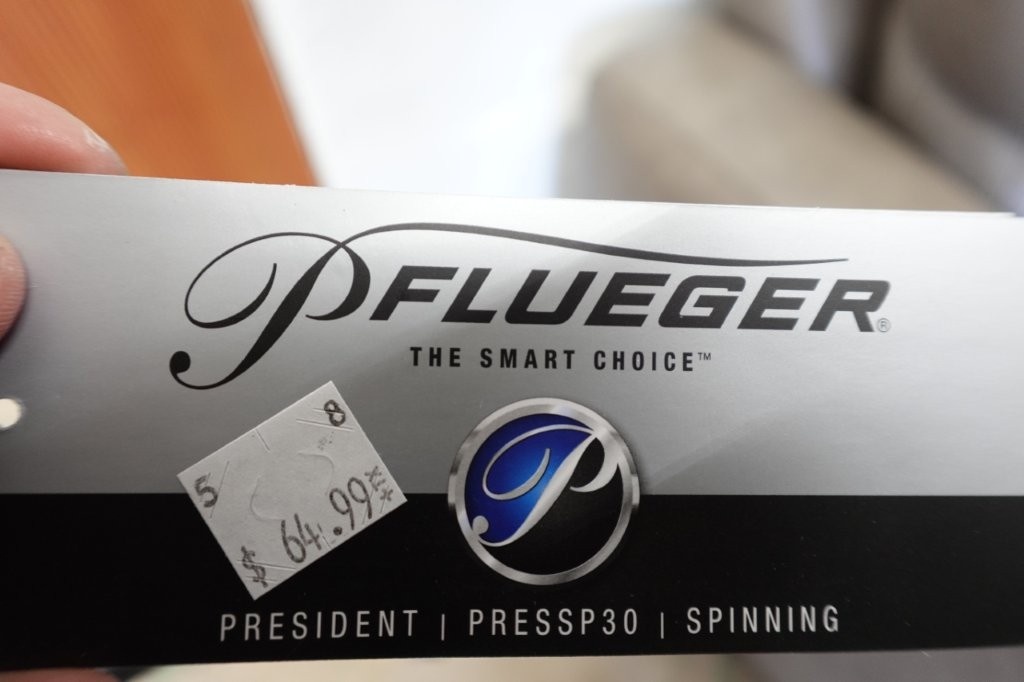 PFLUEGER®
THE SMART CHOICE™
8
5
$ 64.99
PRESIDENT | PRESSP30 | SPINNING